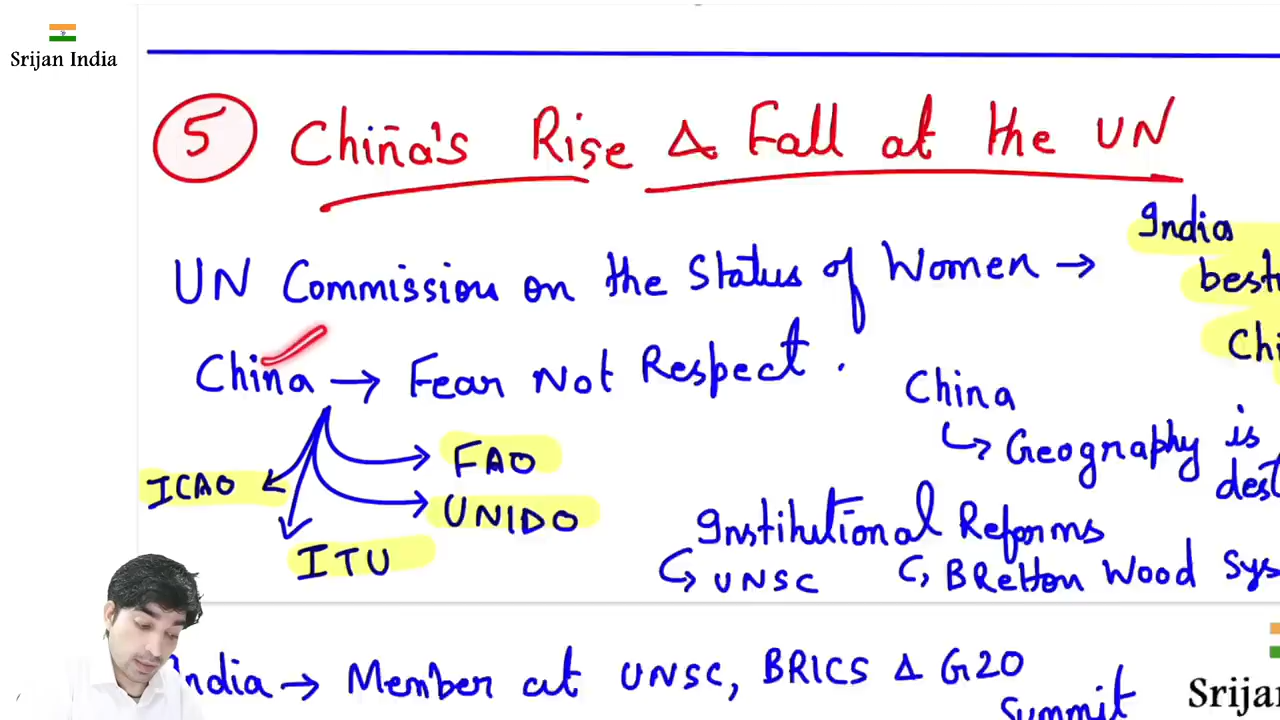 Srijan India
5 China's Rise & Fall at the UN
India
UN Commission on the Status of Women →
China → Fear Not Respect.
China
↳ Geography is
FAO
ICAO
UNIDO
ITU
Institutional Reforms
↳ UNSC ↳ BRetton Wood
India → Member at UNSC, BRICS & G20
Summit